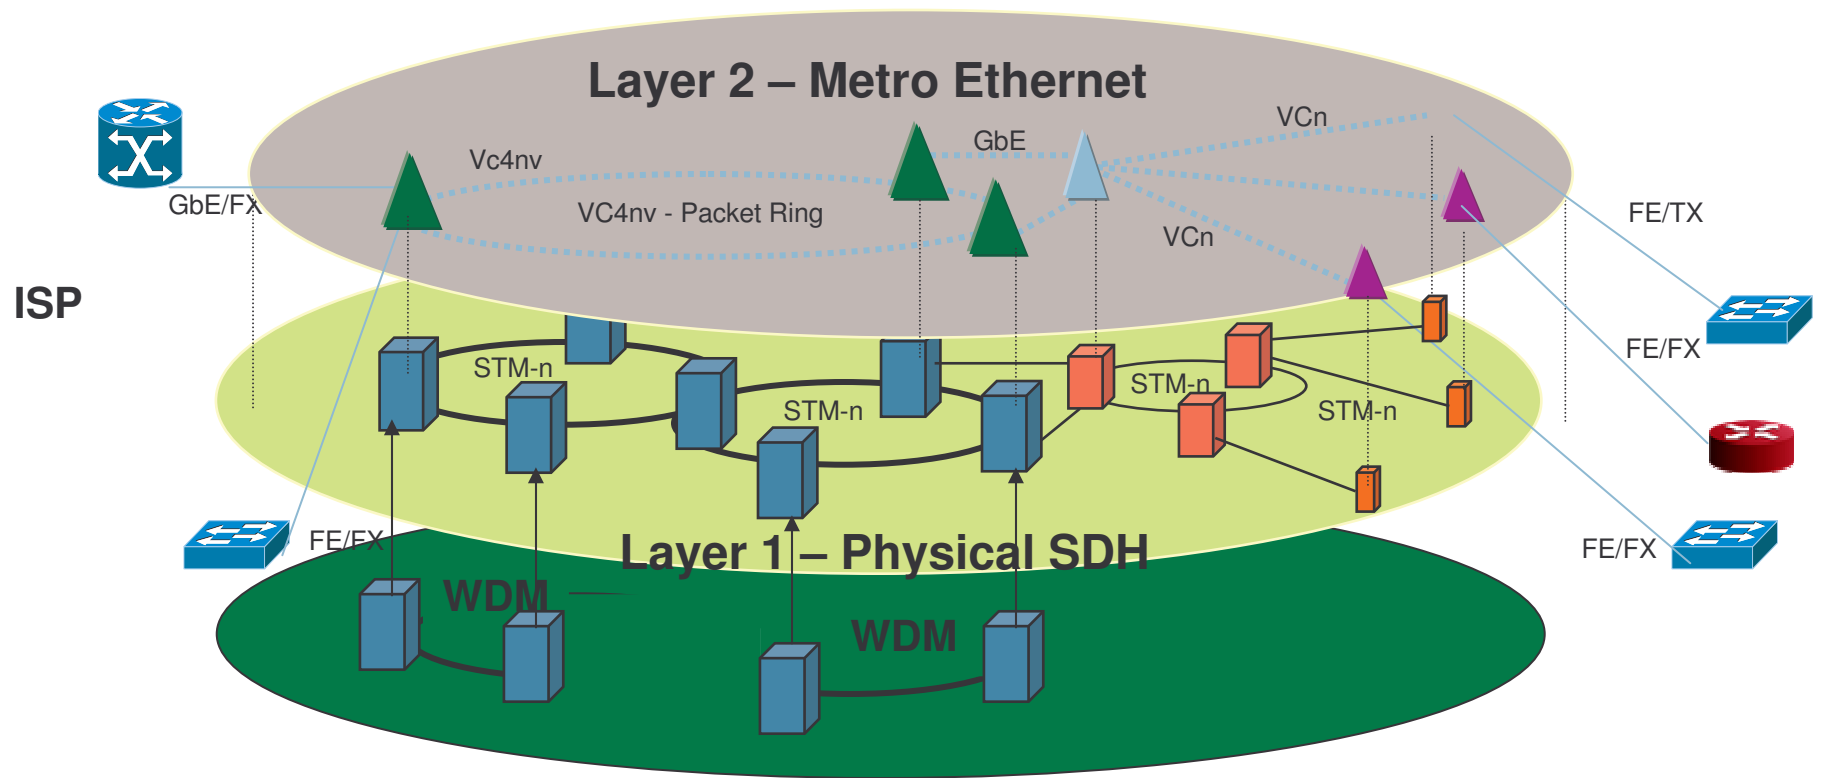 Layer 2 – Metro Ethernet
VCn
GbE
Vc4nv
GbE/FX
VC4nv - Packet Ring
FE/TX
VCn
ISP
FE/FX
STM-n
STM-n
STM-n
STM-n
FE/FX
Layer 1 – Physical SDH
FE/FX
WDM
WDM